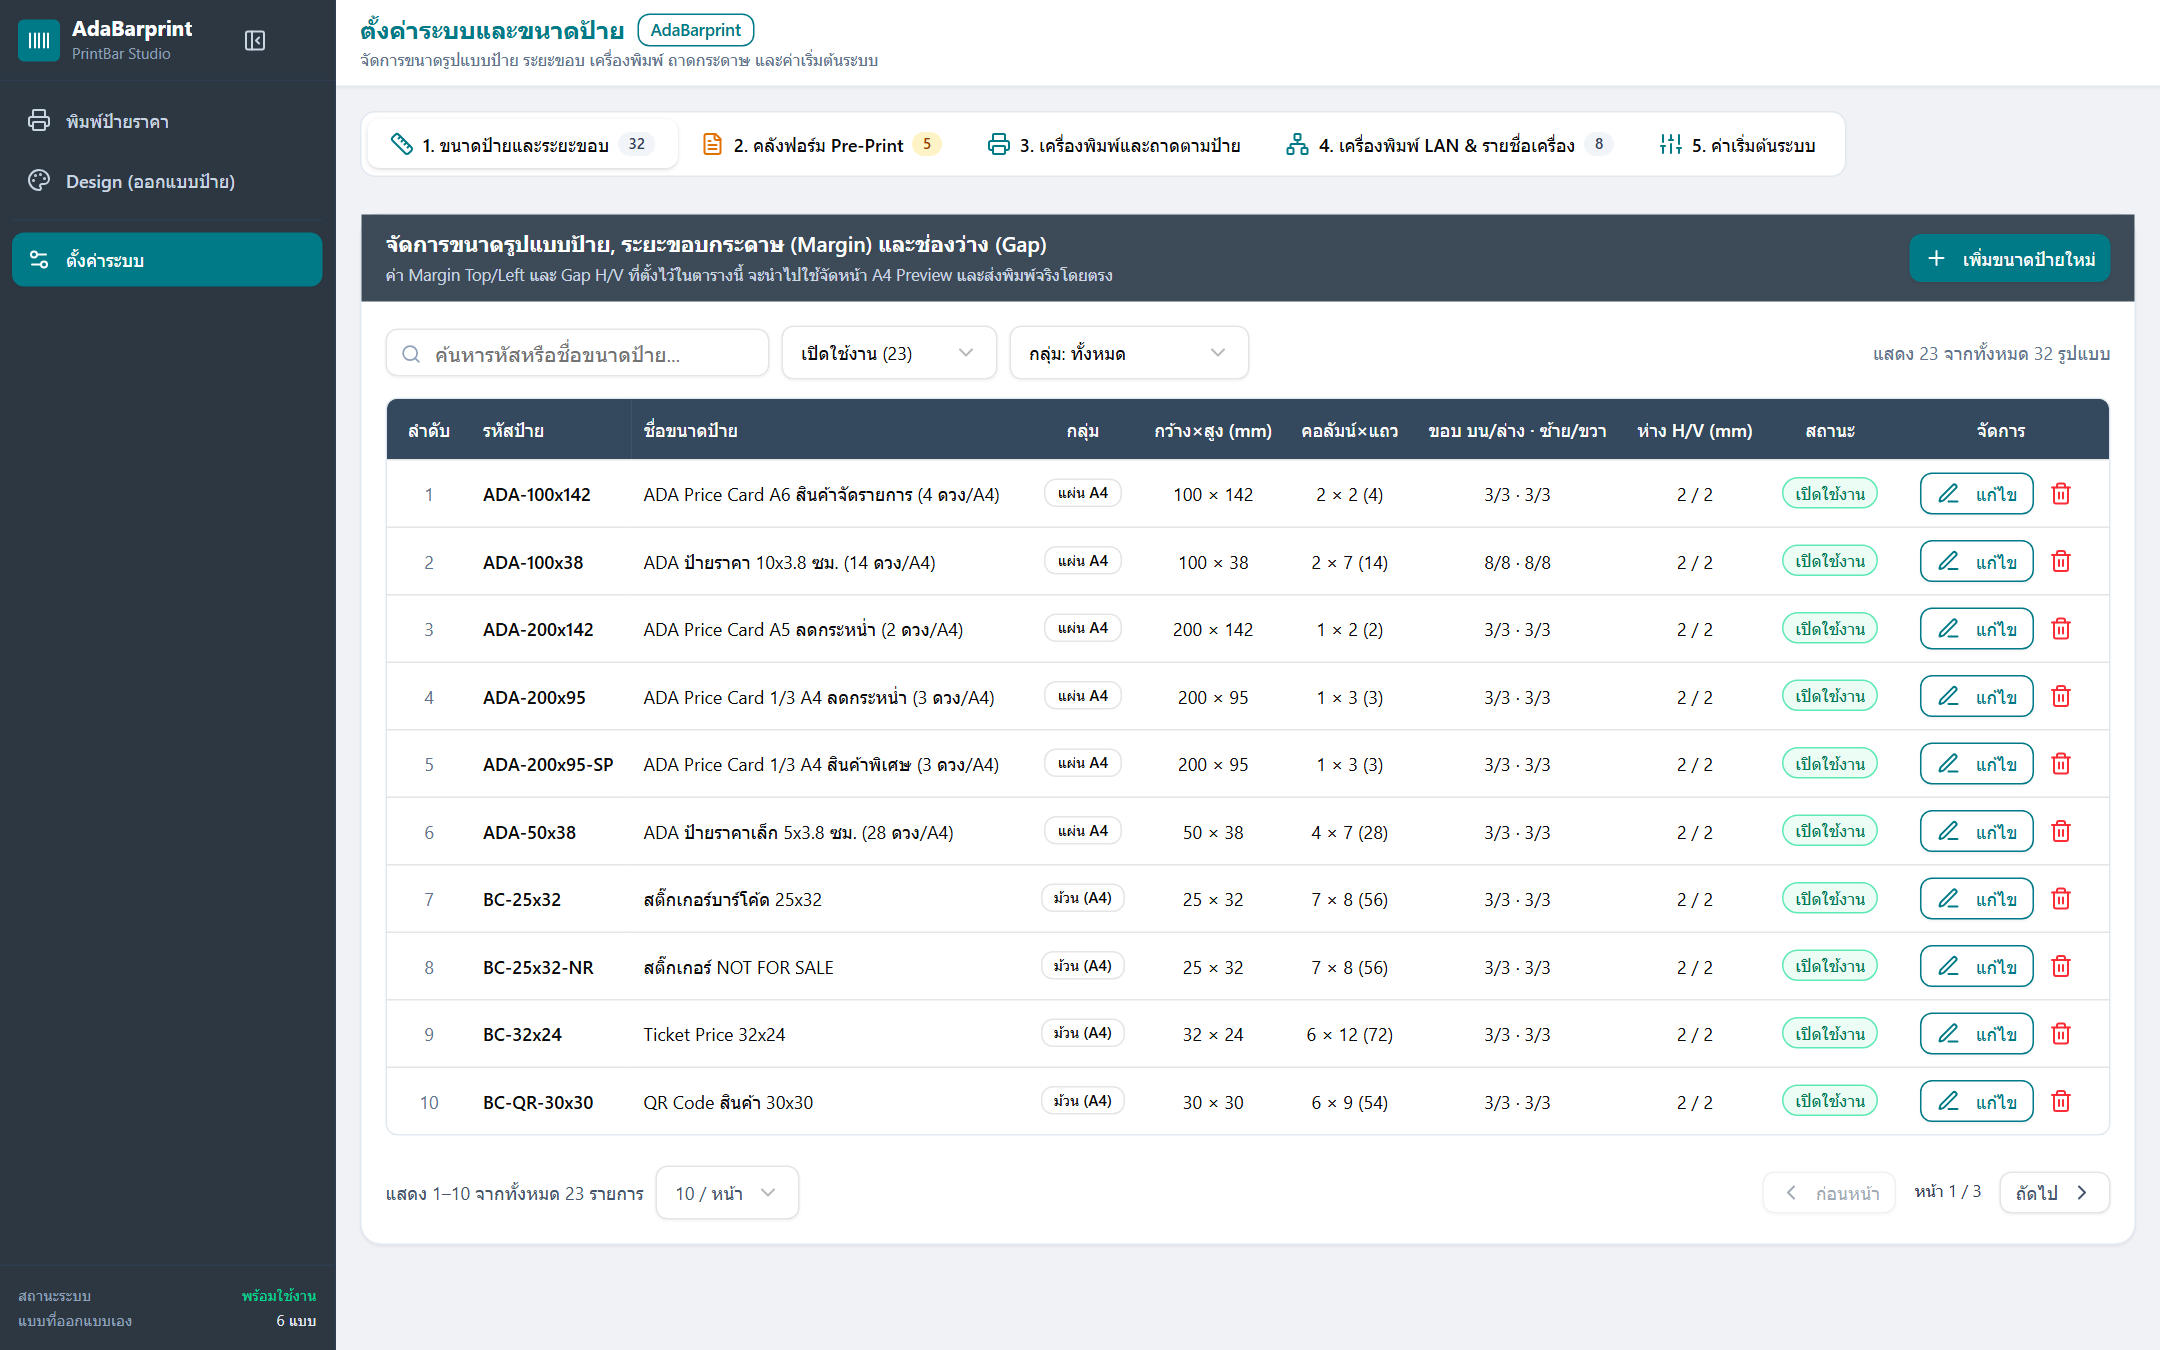 AdaBarprint
PrintBar Studio
พิมพ์ป้ายราคา
Design (ออกแบบป้าย)
ตั้งค่าระบบ
สถานะระบบ พร้อมใช้งาน
แบบที่ออกแบบเอง 6 แบบ
ตั้งค่าระบบและขนาดป้าย AdaBarprint
จัดการขนาดรูปแบบป้าย ระยะขอบ เครื่องพิมพ์ ถาดกระดาษ และค่าเริ่มต้นระบบ
1. ขนาดป้ายและระยะขอบ 32 2. คลังฟอร์ม Pre-Print 5 3. เครื่องพิมพ์และถาดตามป้าย 4. เครื่องพิมพ์ LAN & รายชื่อเครื่อง 8 5. ค่าเริ่มต้นระบบ
จัดการขนาดรูปแบบป้าย, ระยะขอบกระดาษ (Margin) และช่องว่าง (Gap)
ค่า Margin Top/Left และ Gap H/V ที่ตั้งไว้ในตารางนี้ จะนำไปใช้จัดหน้า A4 Preview และส่งพิมพ์จริงโดยตรง
เพิ่มขนาดป้ายใหม่
ค้นหารหัสหรือชื่อขนาดป้าย... เปิดใช้งาน (23) กลุ่ม: ทั้งหมด แสดง 23 จากทั้งหมด 32 รูปแบบ
ลำดับ รหัสป้าย ชื่อขนาดป้าย กลุ่ม กว้าง×สูง (mm) คอลัมน์×แถว ขอบ บน/ล่าง · ซ้าย/ขวา ห่าง H/V (mm) สถานะ จัดการ
1 ADA-100x142 ADA Price Card A6 สินค้าจัดรายการ (4 ดวง/A4) แผ่น A4 100 × 142 2 × 2 (4) 3/3 · 3/3 2 / 2 เปิดใช้งาน แก้ไข
2 ADA-100x38 ADA ป้ายราคา 10x3.8 ซม. (14 ดวง/A4) แผ่น A4 100 × 38 2 × 7 (14) 8/8 · 8/8 2 / 2 เปิดใช้งาน แก้ไข
3 ADA-200x142 ADA Price Card A5 ลดกระหน่ำ (2 ดวง/A4) แผ่น A4 200 × 142 1 × 2 (2) 3/3 · 3/3 2 / 2 เปิดใช้งาน แก้ไข
4 ADA-200x95 ADA Price Card 1/3 A4 ลดกระหน่ำ (3 ดวง/A4) แผ่น A4 200 × 95 1 × 3 (3) 3/3 · 3/3 2 / 2 เปิดใช้งาน แก้ไข
5 ADA-200x95-SP ADA Price Card 1/3 A4 สินค้าพิเศษ (3 ดวง/A4) แผ่น A4 200 × 95 1 × 3 (3) 3/3 · 3/3 2 / 2 เปิดใช้งาน แก้ไข
6 ADA-50x38 ADA ป้ายราคาเล็ก 5x3.8 ซม. (28 ดวง/A4) แผ่น A4 50 × 38 4 × 7 (28) 3/3 · 3/3 2 / 2 เปิดใช้งาน แก้ไข
7 BC-25x32 สติ๊กเกอร์บาร์โค้ด 25x32 ม้วน (A4) 25 × 32 7 × 8 (56) 3/3 · 3/3 2 / 2 เปิดใช้งาน แก้ไข
8 BC-25x32-NR สติ๊กเกอร์ NOT FOR SALE ม้วน (A4) 25 × 32 7 × 8 (56) 3/3 · 3/3 2 / 2 เปิดใช้งาน แก้ไข
9 BC-32x24 Ticket Price 32x24 ม้วน (A4) 32 × 24 6 × 12 (72) 3/3 · 3/3 2 / 2 เปิดใช้งาน แก้ไข
10 BC-QR-30x30 QR Code สินค้า 30x30 ม้วน (A4) 30 × 30 6 × 9 (54) 3/3 · 3/3 2 / 2 เปิดใช้งาน แก้ไข
แสดง 1–10 จากทั้งหมด 23 รายการ 10 / หน้า ก่อนหน้า หน้า 1 / 3 ถัดไป